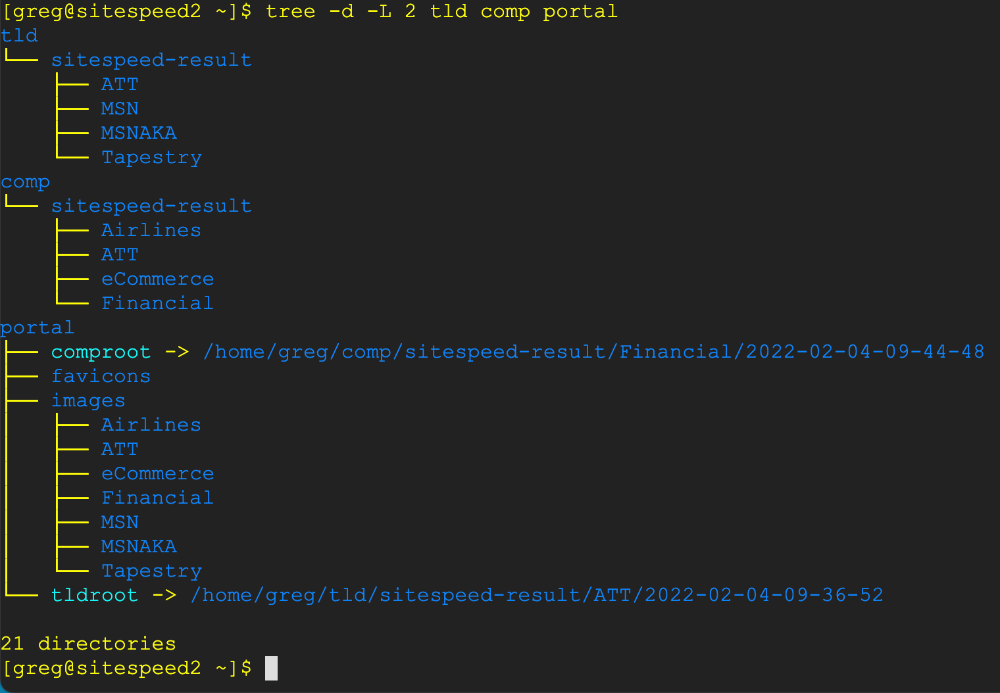 [greg@sitespeed2 ~]$ tree -d -L 2 tld comp portal
tld
└── sitespeed-result
    ├── ATT
    ├── MSN
    ├── MSNAKA
    └── Tapestry
comp
└── sitespeed-result
    ├── Airlines
    ├── ATT
    ├── eCommerce
    └── Financial
portal
├── comproot -> /home/greg/comp/sitespeed-result/Financial/2022-02-04-09-44-48
├── favicons
├── images
│   ├── Airlines
│   ├── ATT
│   ├── eCommerce
│   ├── Financial
│   ├── MSN
│   ├── MSNAKA
│   └── Tapestry
└── tldroot -> /home/greg/tld/sitespeed-result/ATT/2022-02-04-09-36-52

21 directories
[greg@sitespeed2 ~]$